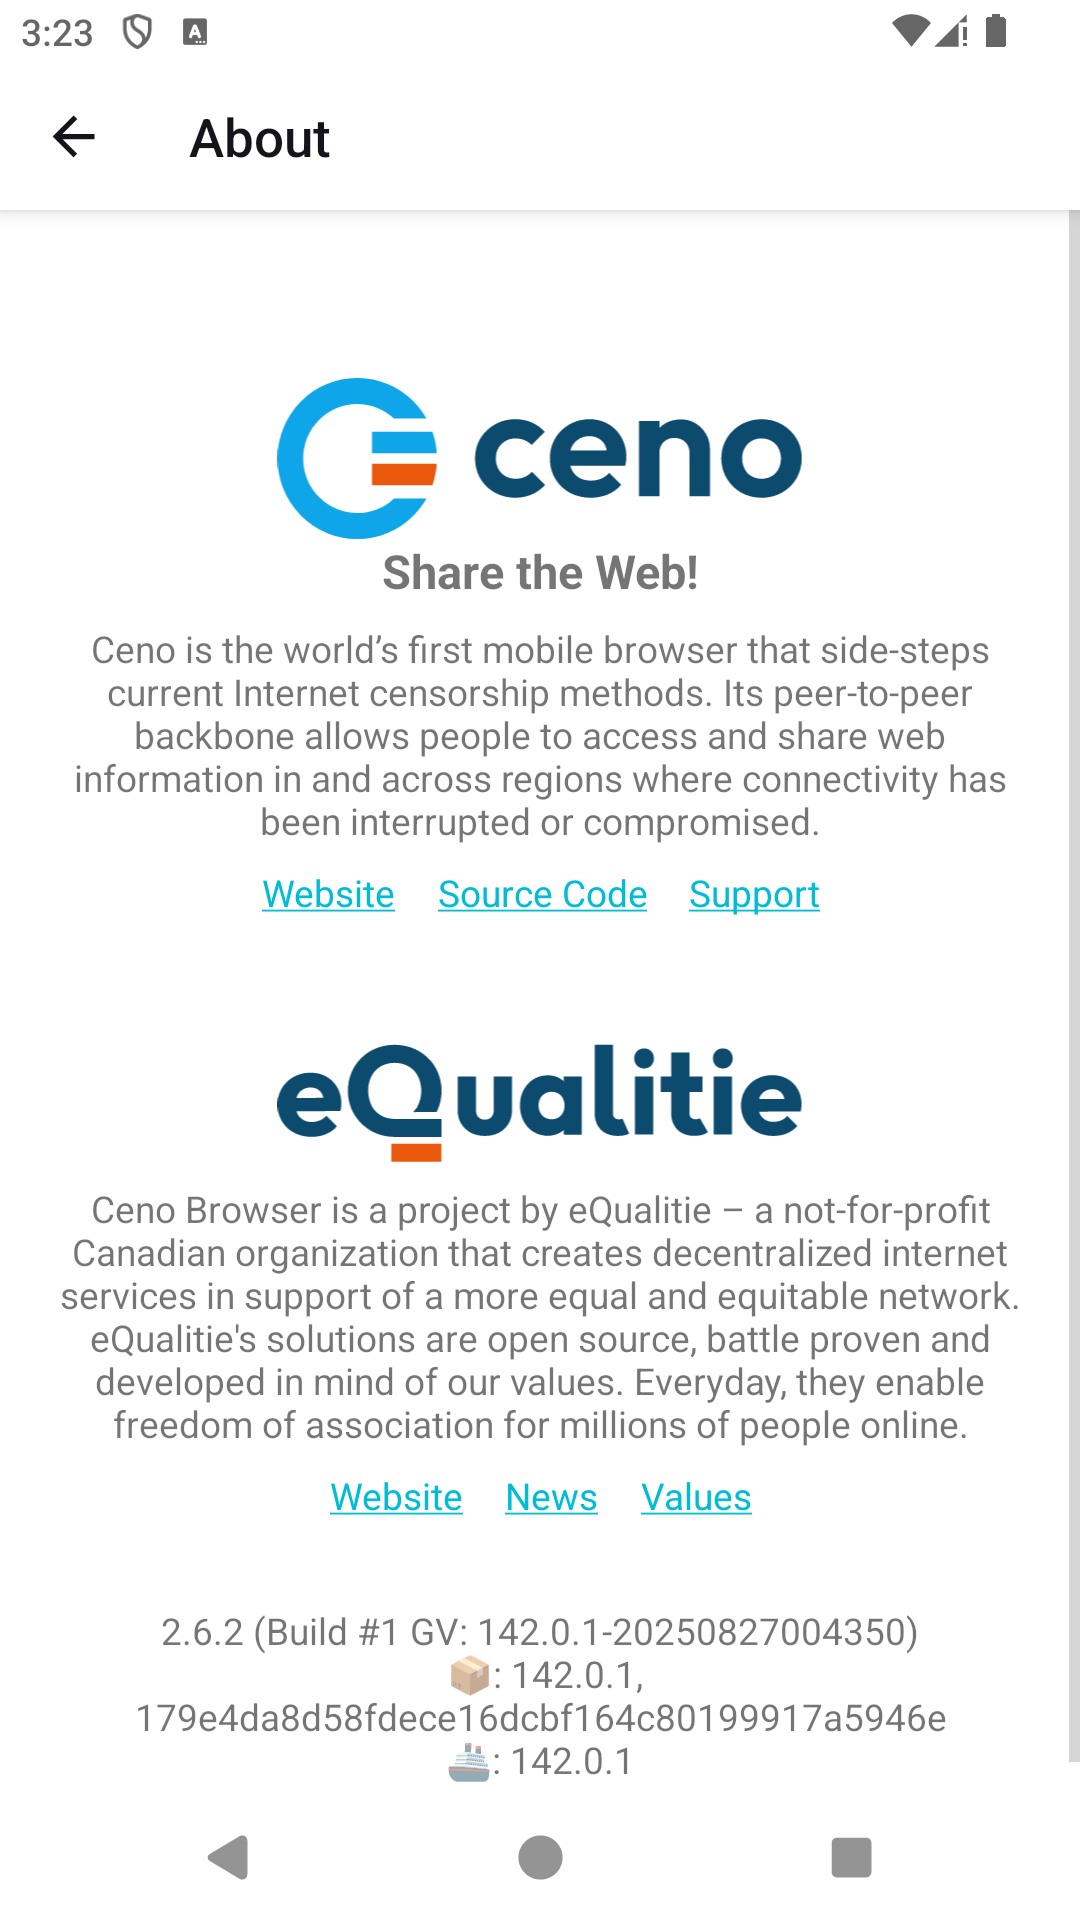 3:23
About
ceno
Share the Web!
Ceno is the world’s first mobile browser that side-steps
current Internet censorship methods. Its peer-to-peer
backbone allows people to access and share web
information in and across regions where connectivity has
been interrupted or compromised.
Website Source Code Support
eQualitie
Ceno Browser is a project by eQualitie – a not-for-profit
Canadian organization that creates decentralized internet
services in support of a more equal and equitable network.
eQualitie's solutions are open source, battle proven and
developed in mind of our values. Everyday, they enable
freedom of association for millions of people online.
Website News Values
2.6.2 (Build #1 GV: 142.0.1-20250827004350)
📦: 142.0.1,
179e4da8d58fdece16dcbf164c80199917a5946e
🚢: 142.0.1